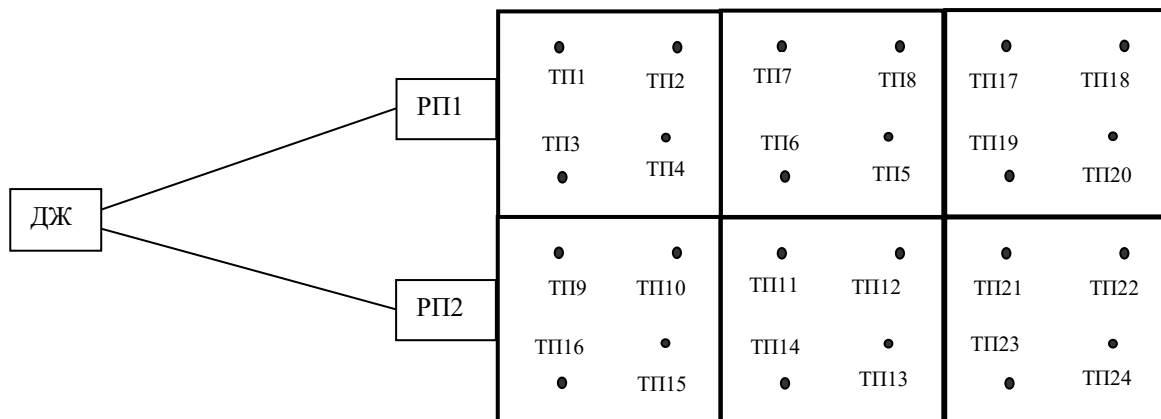 ТП1 ТП2 ТП7 ТП8 ТП17 ТП18
РП1
ТП3 ТП6 ТП19
ТП4 ТП5 ТП20
ДЖ
ТП9 ТП10 ТП11 ТП12 ТП21 ТП22
РП2
ТП16 ТП14 ТП23
ТП15 ТП13 ТП24